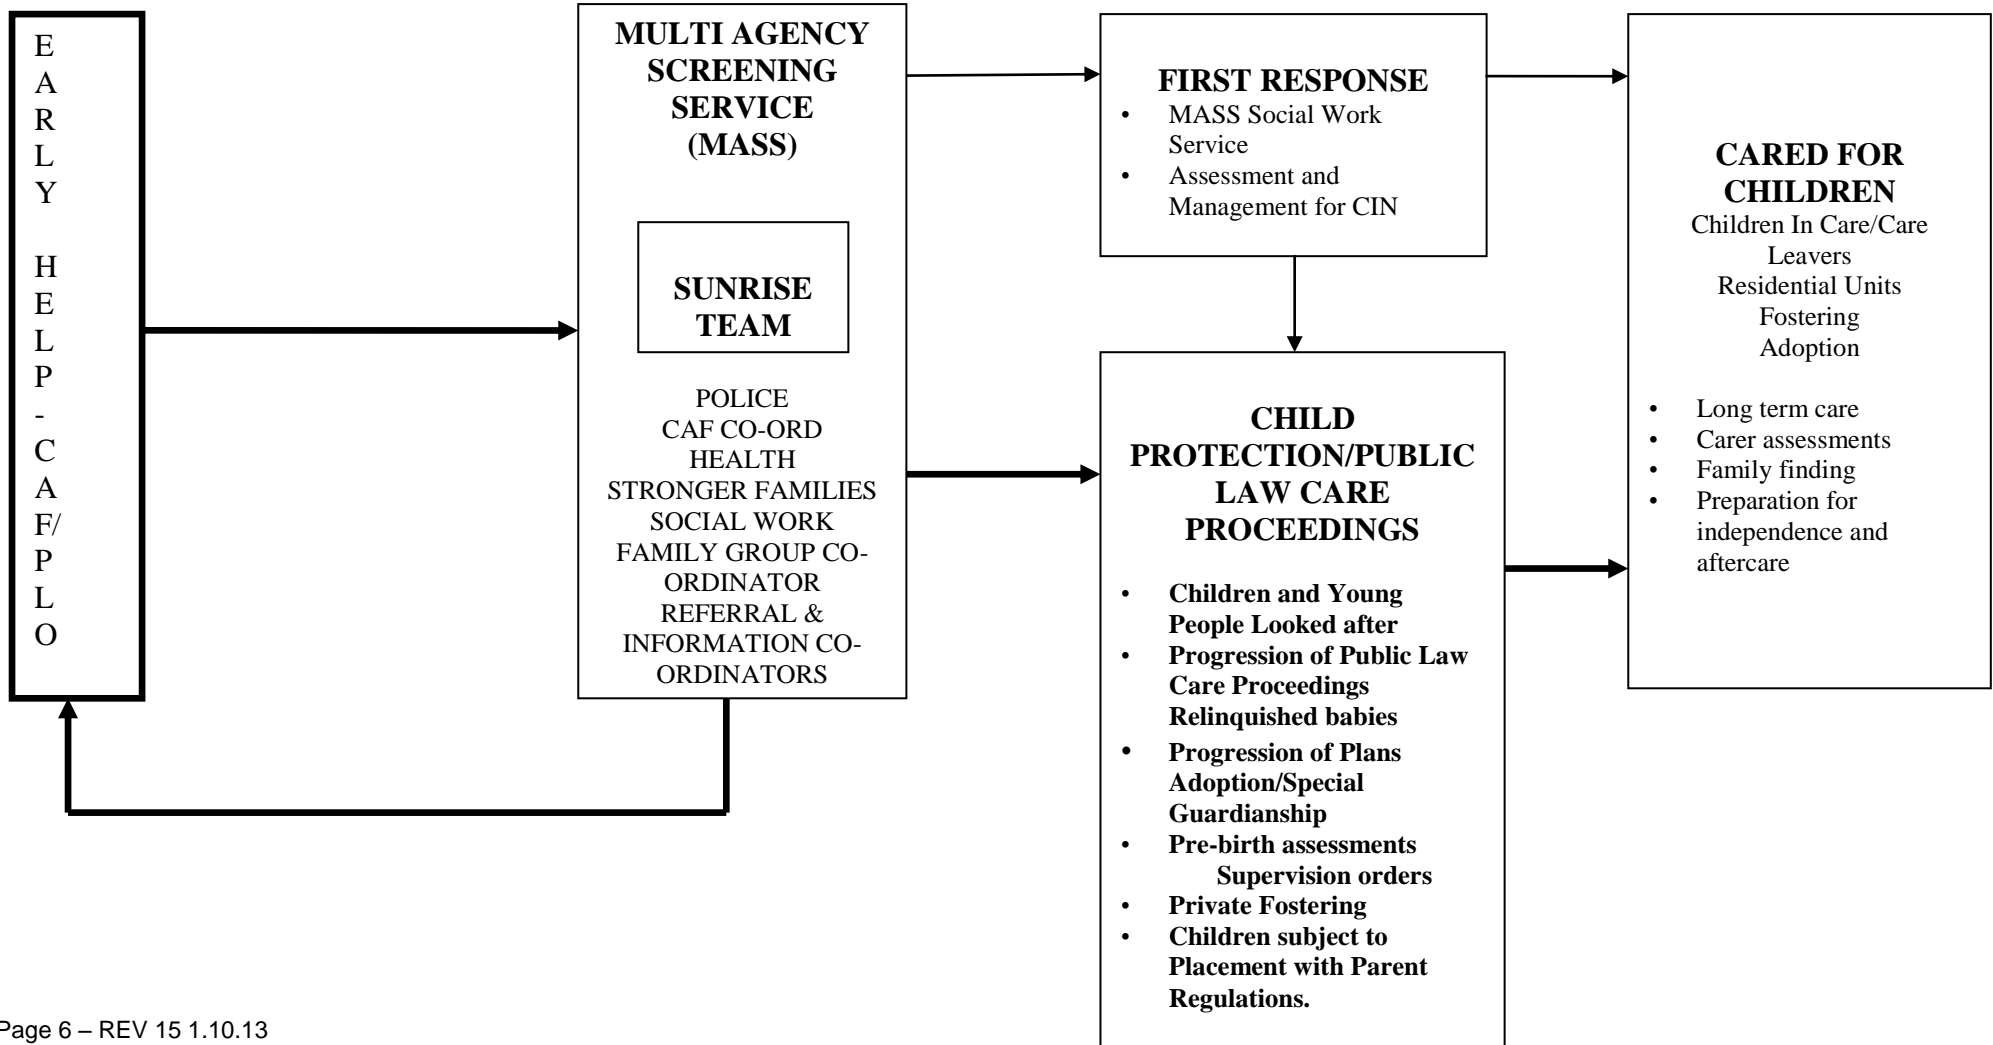 E
A
R
L
Y
H
E
L
P
-
C
A
F/
P
L
O
MULTI AGENCY
SCREENING
SERVICE
(MASS)
SUNRISE
TEAM
POLICE
CAF CO-ORD
HEALTH
STRONGER FAMILIES
SOCIAL WORK
FAMILY GROUP CO-
ORDINATOR
REFERRAL &
INFORMATION CO-
ORDINATORS
FIRST RESPONSE
• MASS Social Work
Service
• Assessment and
Management for CIN
CHILD
PROTECTION/PUBLIC
LAW CARE
PROCEEDINGS
• Children and Young
People Looked after
• Progression of Public Law
Care Proceedings
Relinquished babies
• Progression of Plans
Adoption/Special
Guardianship
• Pre-birth assessments
Supervision orders
• Private Fostering
• Children subject to
Placement with Parent
Regulations.
CARED FOR
CHILDREN
Children In Care/Care
Leavers
Residential Units
Fostering
Adoption
• Long term care
• Carer assessments
• Family finding
• Preparation for
independence and
aftercare
Page 6 – REV 15 1.10.13